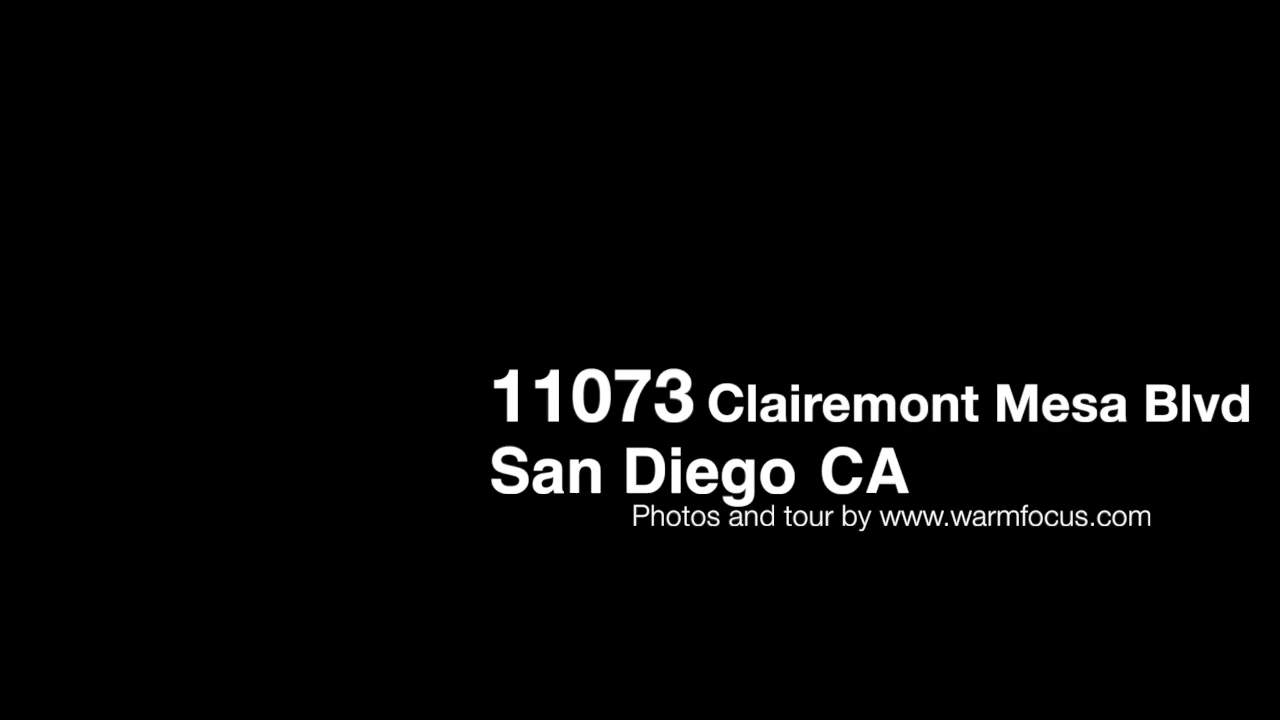 11073 Clairemont Mesa Blvd
San Diego CA
Photos and tour by www.warmfocus.com